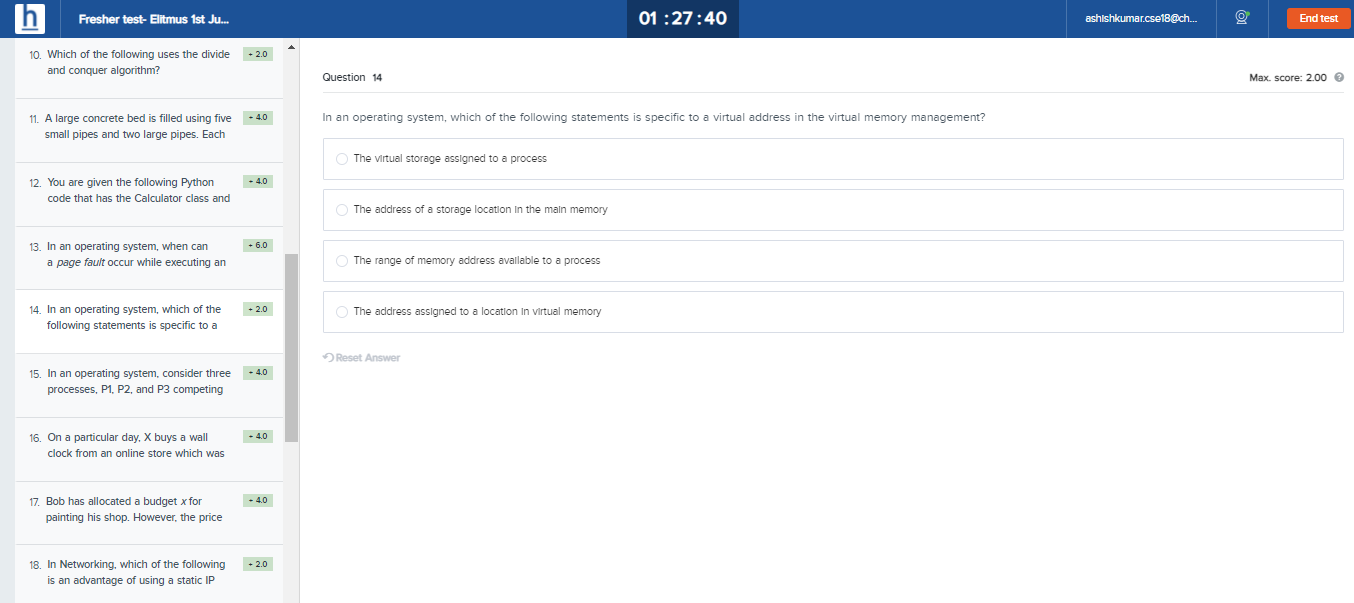 h
Fresher test- Elitmus 1st Ju...
01 :27:40
ashishkumar.cse18@ch...
End test
10. Which of the following uses the divide
and conquer algorithm?
+ 2.0
11. A large concrete bed is filled using five
small pipes and two large pipes. Each
+ 4.0
12. You are given the following Python
code that has the Calculator class and
+ 4.0
13. In an operating system, when can
a page fault occur while executing an
+ 6.0
14. In an operating system, which of the
following statements is specific to a
+ 2.0
15. In an operating system, consider three
processes, P1, P2, and P3 competing
+ 4.0
16. On a particular day, X buys a wall
clock from an online store which was
+ 4.0
17. Bob has allocated a budget x for
painting his shop. However, the price
+ 4.0
18. In Networking, which of the following
is an advantage of using a static IP
+ 2.0
Question 14
Max. score: 2.00 ?
In an operating system, which of the following statements is specific to a virtual address in the virtual memory management?
The virtual storage assigned to a process
The address of a storage location in the main memory
The range of memory address available to a process
The address assigned to a location in virtual memory
Reset Answer